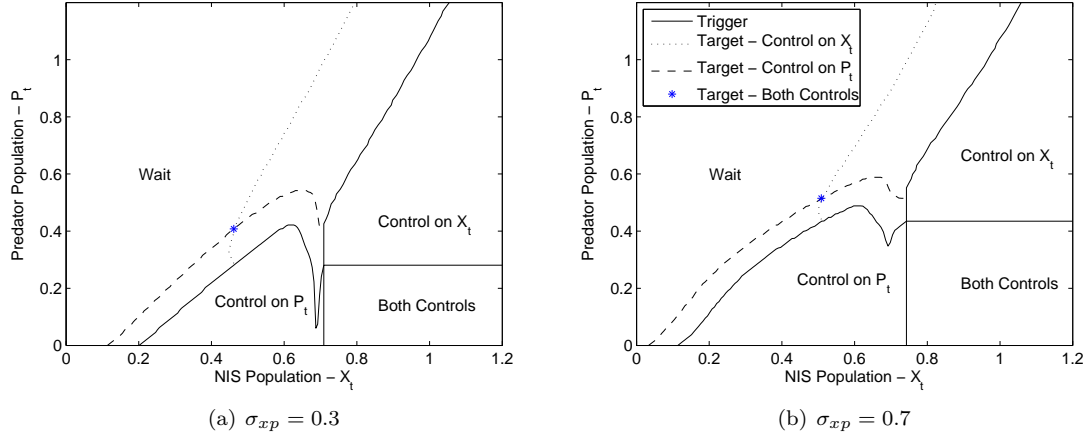 Predator Population – P_t
1
0.8
0.6
0.4
0.2
0
0 0.2 0.4 0.6 0.8 1 1.2
NIS Population – X_t
Wait
Control on X_t
Control on P_t
Both Controls
(a) σ_xp = 0.3
Predator Population – P_t
1
0.8
0.6
0.4
0.2
0
0 0.2 0.4 0.6 0.8 1 1.2
NIS Population – X_t
Trigger
Target – Control on X_t
Target – Control on P_t
Target – Both Controls
Wait
Control on X_t
Control on P_t
Both Controls
(b) σ_xp = 0.7